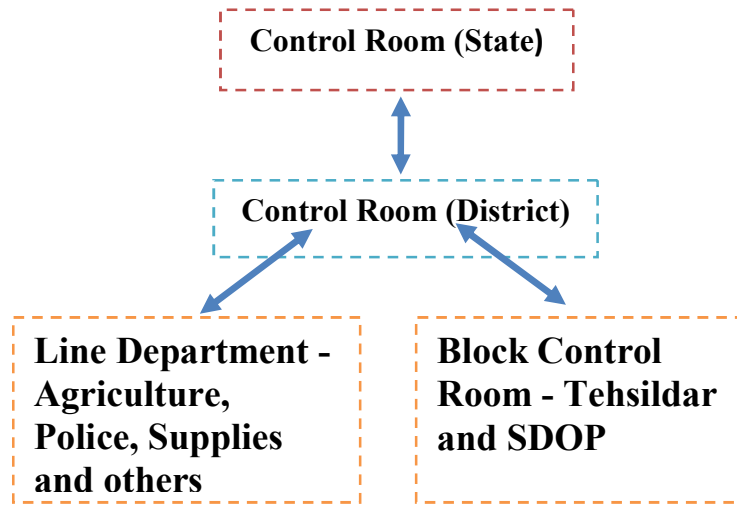 Control Room (State)
Control Room (District)
Line Department -
Agriculture,
Police, Supplies
and others
Block Control
Room - Tehsildar
and SDOP